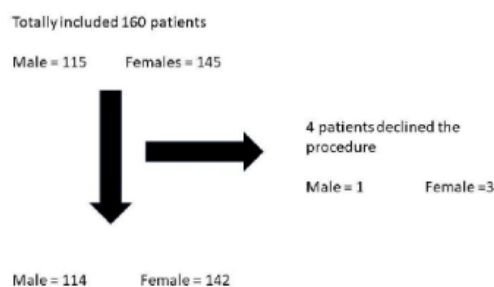 Totally included 160 patients
Male = 115 Females = 145
4 patients declined the
procedure
Male = 1 Female =3
Male = 114 Female = 142